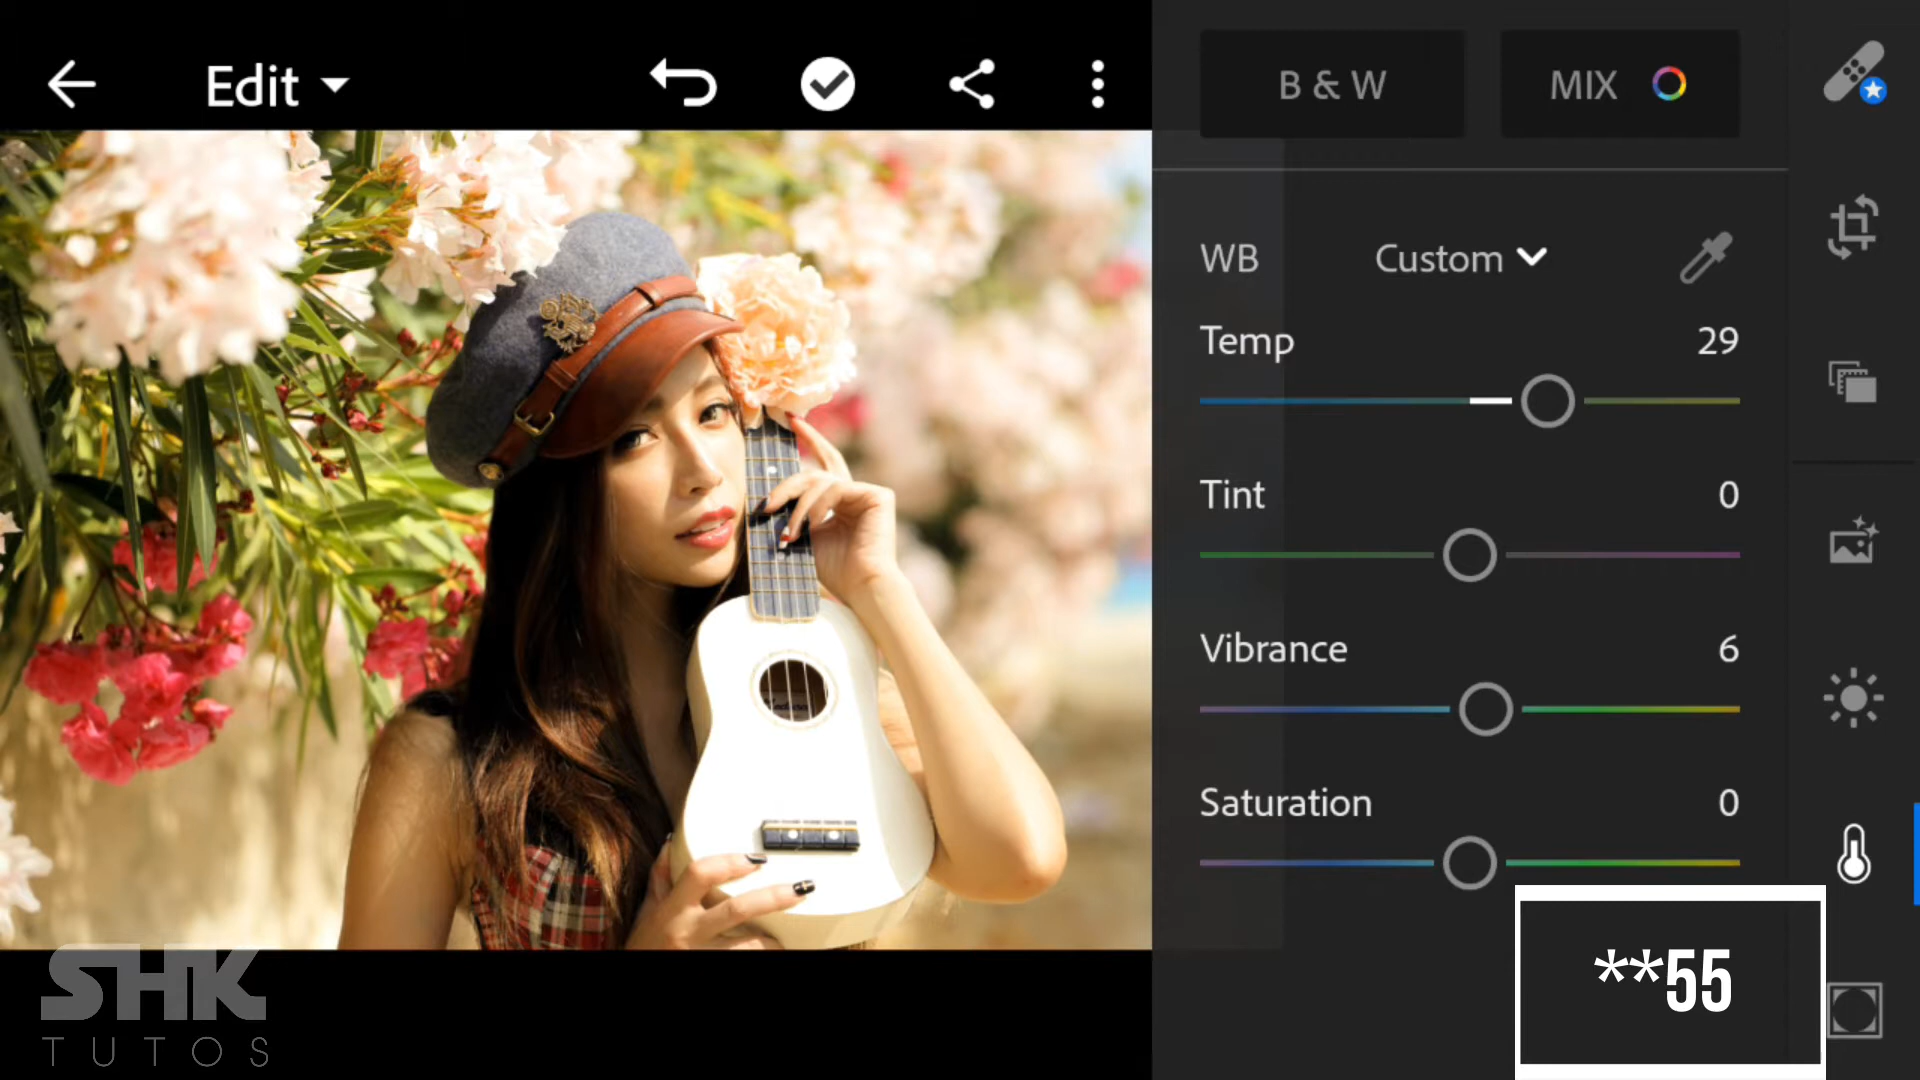 Edit
B & W
MIX
WB
Custom
Temp
29
Tint
0
Vibrance
6
Saturation
0
**55
SHK
TUTOS